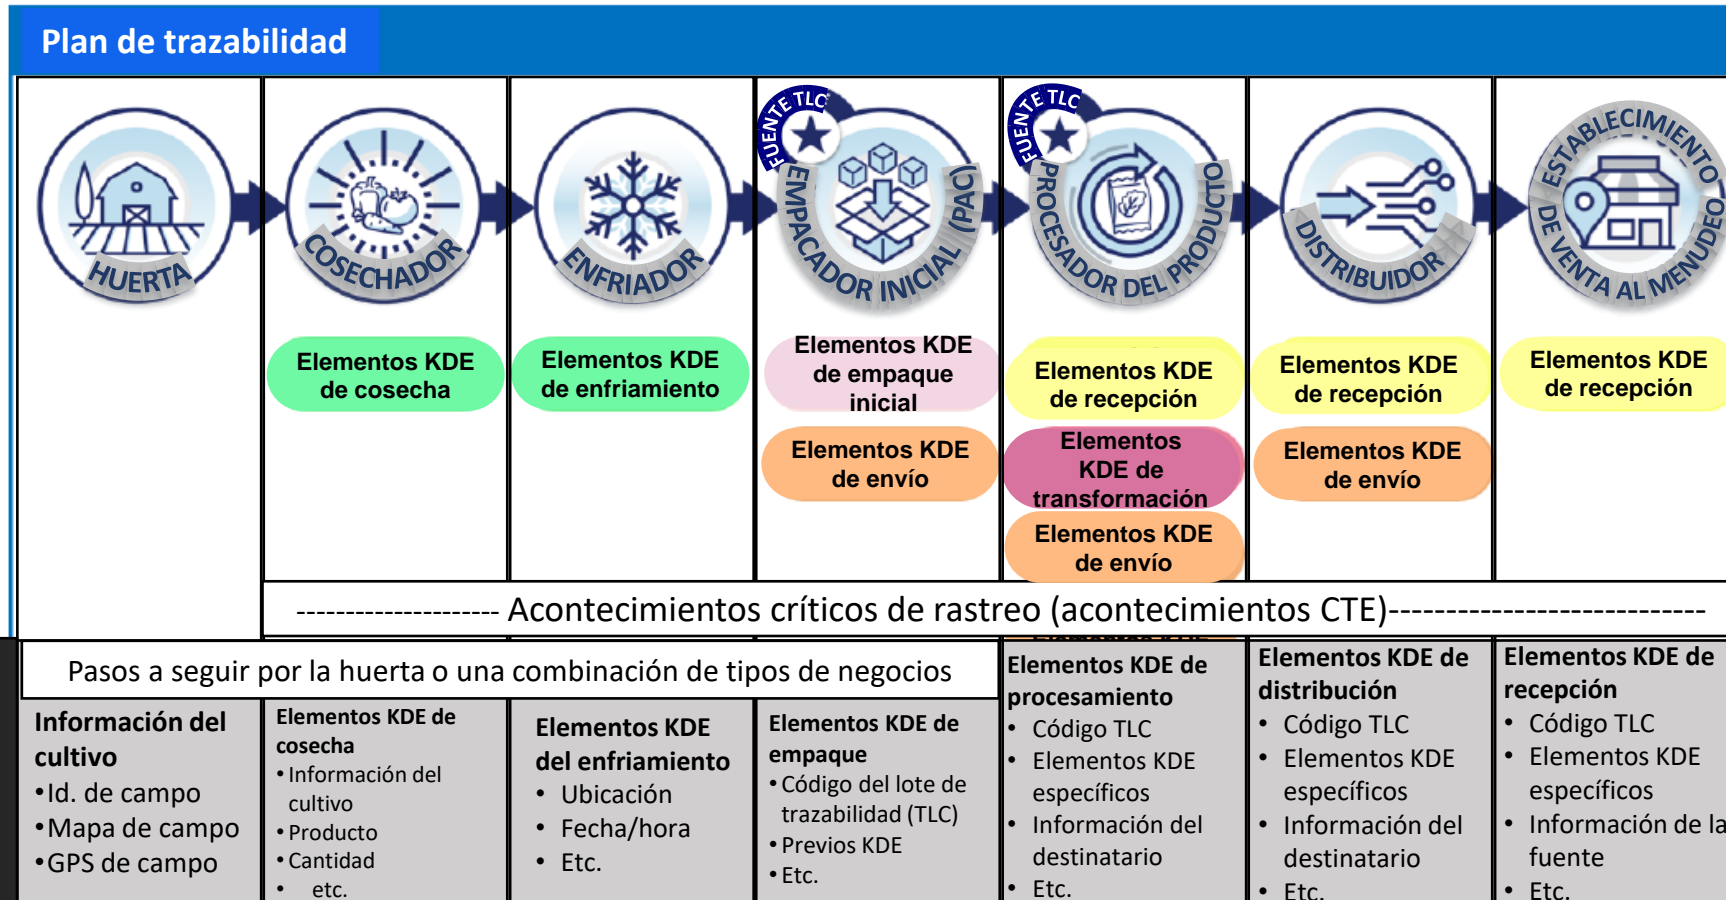 Plan de trazabilidad
HUERTA
COSECHADOR
ENFRIADOR
FUENTE TLC
EMPACADOR INICIAL (PAC)
FUENTE TLC
PROCESADOR DEL PRODUCTO
DISTRIBUIDOR
ESTABLECIMIENTO
DE VENTA AL MENUDEO
Elementos KDE
de cosecha
Elementos KDE
de enfriamiento
Elementos KDE
de empaque
inicial
Elementos KDE
de envío
Elementos KDE
de recepción
Elementos
KDE de
transformación
Elementos KDE
de envío
Elementos KDE
de recepción
Elementos KDE
de envío
Elementos KDE
de recepción
--------------------- Acontecimientos críticos de rastreo (acontecimientos CTE)----------------------------
Pasos a seguir por la huerta o una combinación de tipos de negocios
Información del
cultivo
•Id. de campo
•Mapa de campo
•GPS de campo
Elementos KDE de
cosecha
•Información del
cultivo
•Producto
•Cantidad
• etc.
Elementos KDE
del enfriamiento
• Ubicación
• Fecha/hora
• Etc.
Elementos KDE de
empaque
•Código del lote de
trazabilidad (TLC)
•Previos KDE
•Etc.
Elementos KDE de
procesamiento
• Código TLC
• Elementos KDE
específicos
• Información del
destinatario
• Etc.
Elementos KDE de
distribución
• Código TLC
• Elementos KDE
específicos
• Información del
destinatario
• Etc.
Elementos KDE de
recepción
• Código TLC
• Elementos KDE
específicos
• Información de la
fuente
• Etc.